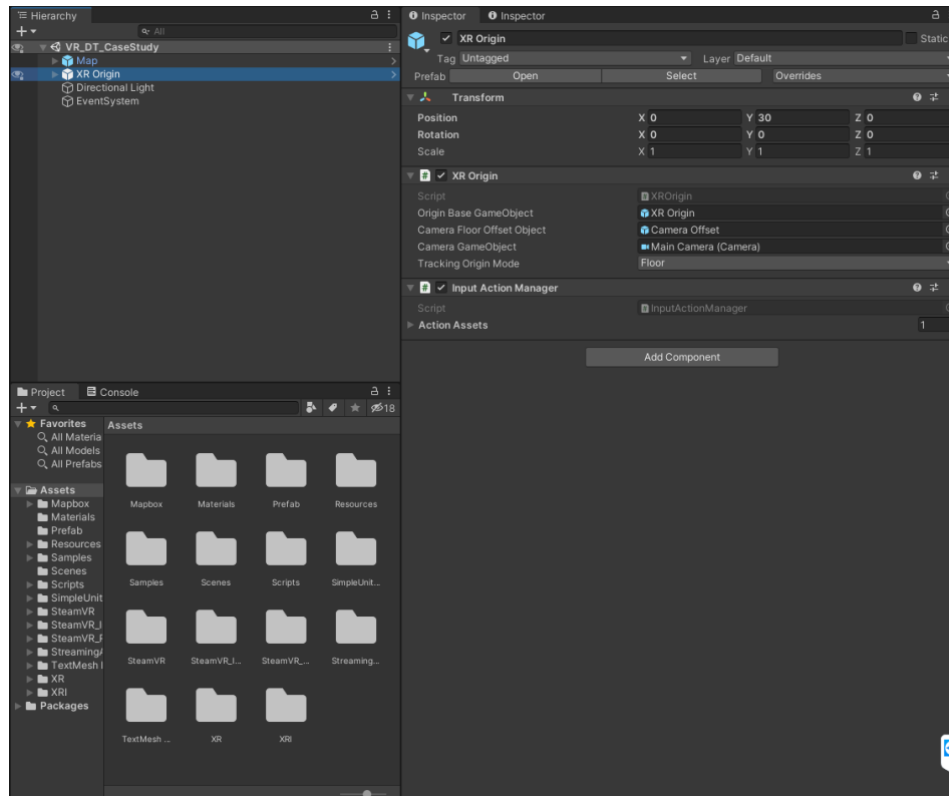 Hierarchy
All
VR_DT_CaseStudy
Map
XR Origin
Directional Light
EventSystem
Inspector
Inspector
XR Origin
Static
Tag Untagged
Layer Default
Prefab Open Select Overrides
Transform
Position X 0 Y 30 Z 0
Rotation X 0 Y 0 Z 0
Scale X 1 Y 1 Z 1
XR Origin
Script XROrigin
Origin Base GameObject XR Origin
Camera Floor Offset Object Camera Offset
Camera GameObject Main Camera (Camera)
Tracking Origin Mode Floor
Input Action Manager
Script InputActionManager
Action Assets 1
Add Component
Project
Console
18
Favorites
All Materia
All Models
All Prefabs
Assets
Mapbox
Materials
Prefab
Resources
Samples
Scenes
Scripts
SimpleUnit
SteamVR
SteamVR_I
SteamVR_F
StreamingA
TextMesh
XR
XRI
Packages
Assets
Mapbox Materials Prefab Resources
Samples Scenes Scripts SimpleUnit...
SteamVR SteamVR_I... SteamVR_... Streaming...
TextMesh ... XR XRI